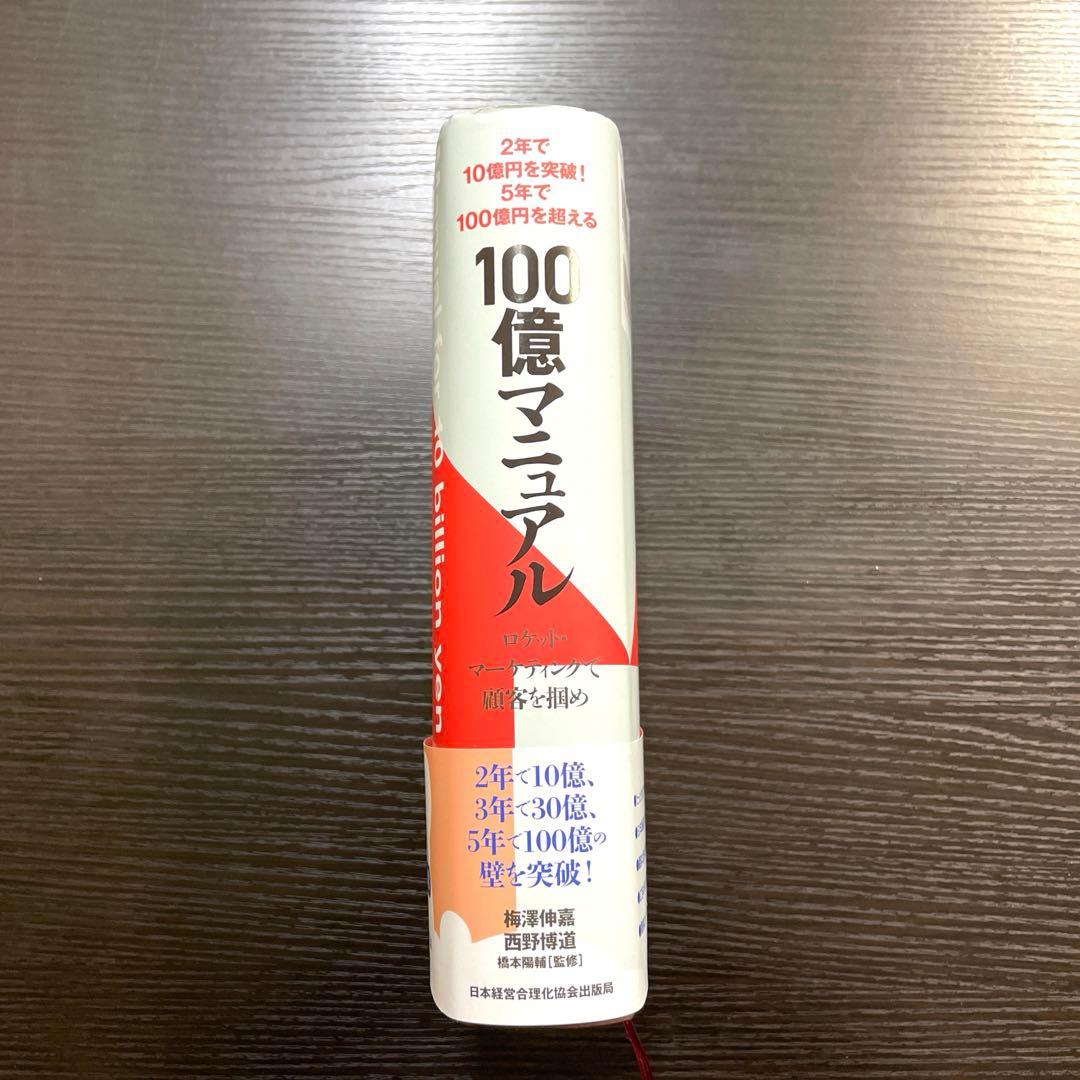 2年で
10億円を突破!
5年で
100億円を超える
100
億マニュアル
ロケット・
マーケティングで
顧客を掴め
to billion yen
2年で10億、
3年で30億、
5年で100億の
壁を突破!
梅澤伸嘉
西野博道
橋本陽輔[監修]
日本経営合理化協会出版局